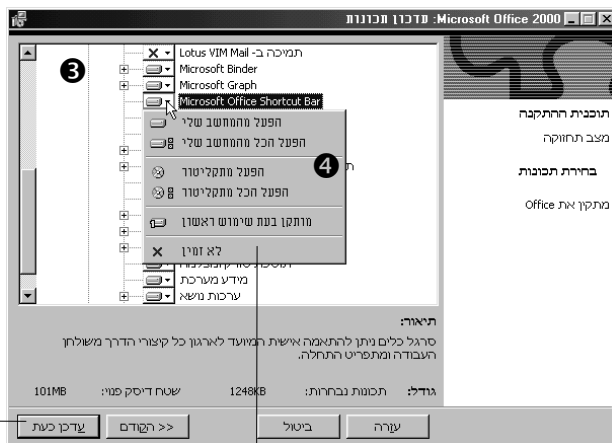 Microsoft Office 2000: עדכון תכונות
תוכנית ההתקנה
מצב תחזוקה
בחירת תכונות
מתקין את Office
❸
תמיכה ב- Lotus VIM Mail
Microsoft Binder
Microsoft Graph
Microsoft Office Shortcut Bar
❹
הפעל מהמחשב שלי
הפעל הכל מהמחשב שלי
הפעל מתקליטור
הפעל הכל מתקליטור
מותקן בעת שימוש ראשון
לא זמין
מידע מערכת
ערכות נושא
תיאור:
סרגל כלים ניתן להתאמה אישית המיועד לארגון כל קיצורי הדרך משולחן
העבודה ומתפריט התחלה.
גודל: תכונות נבחרות: 1248KB שטח דיסק פנוי: 101MB
עזרה ביטול << הקודם עדכן כעת